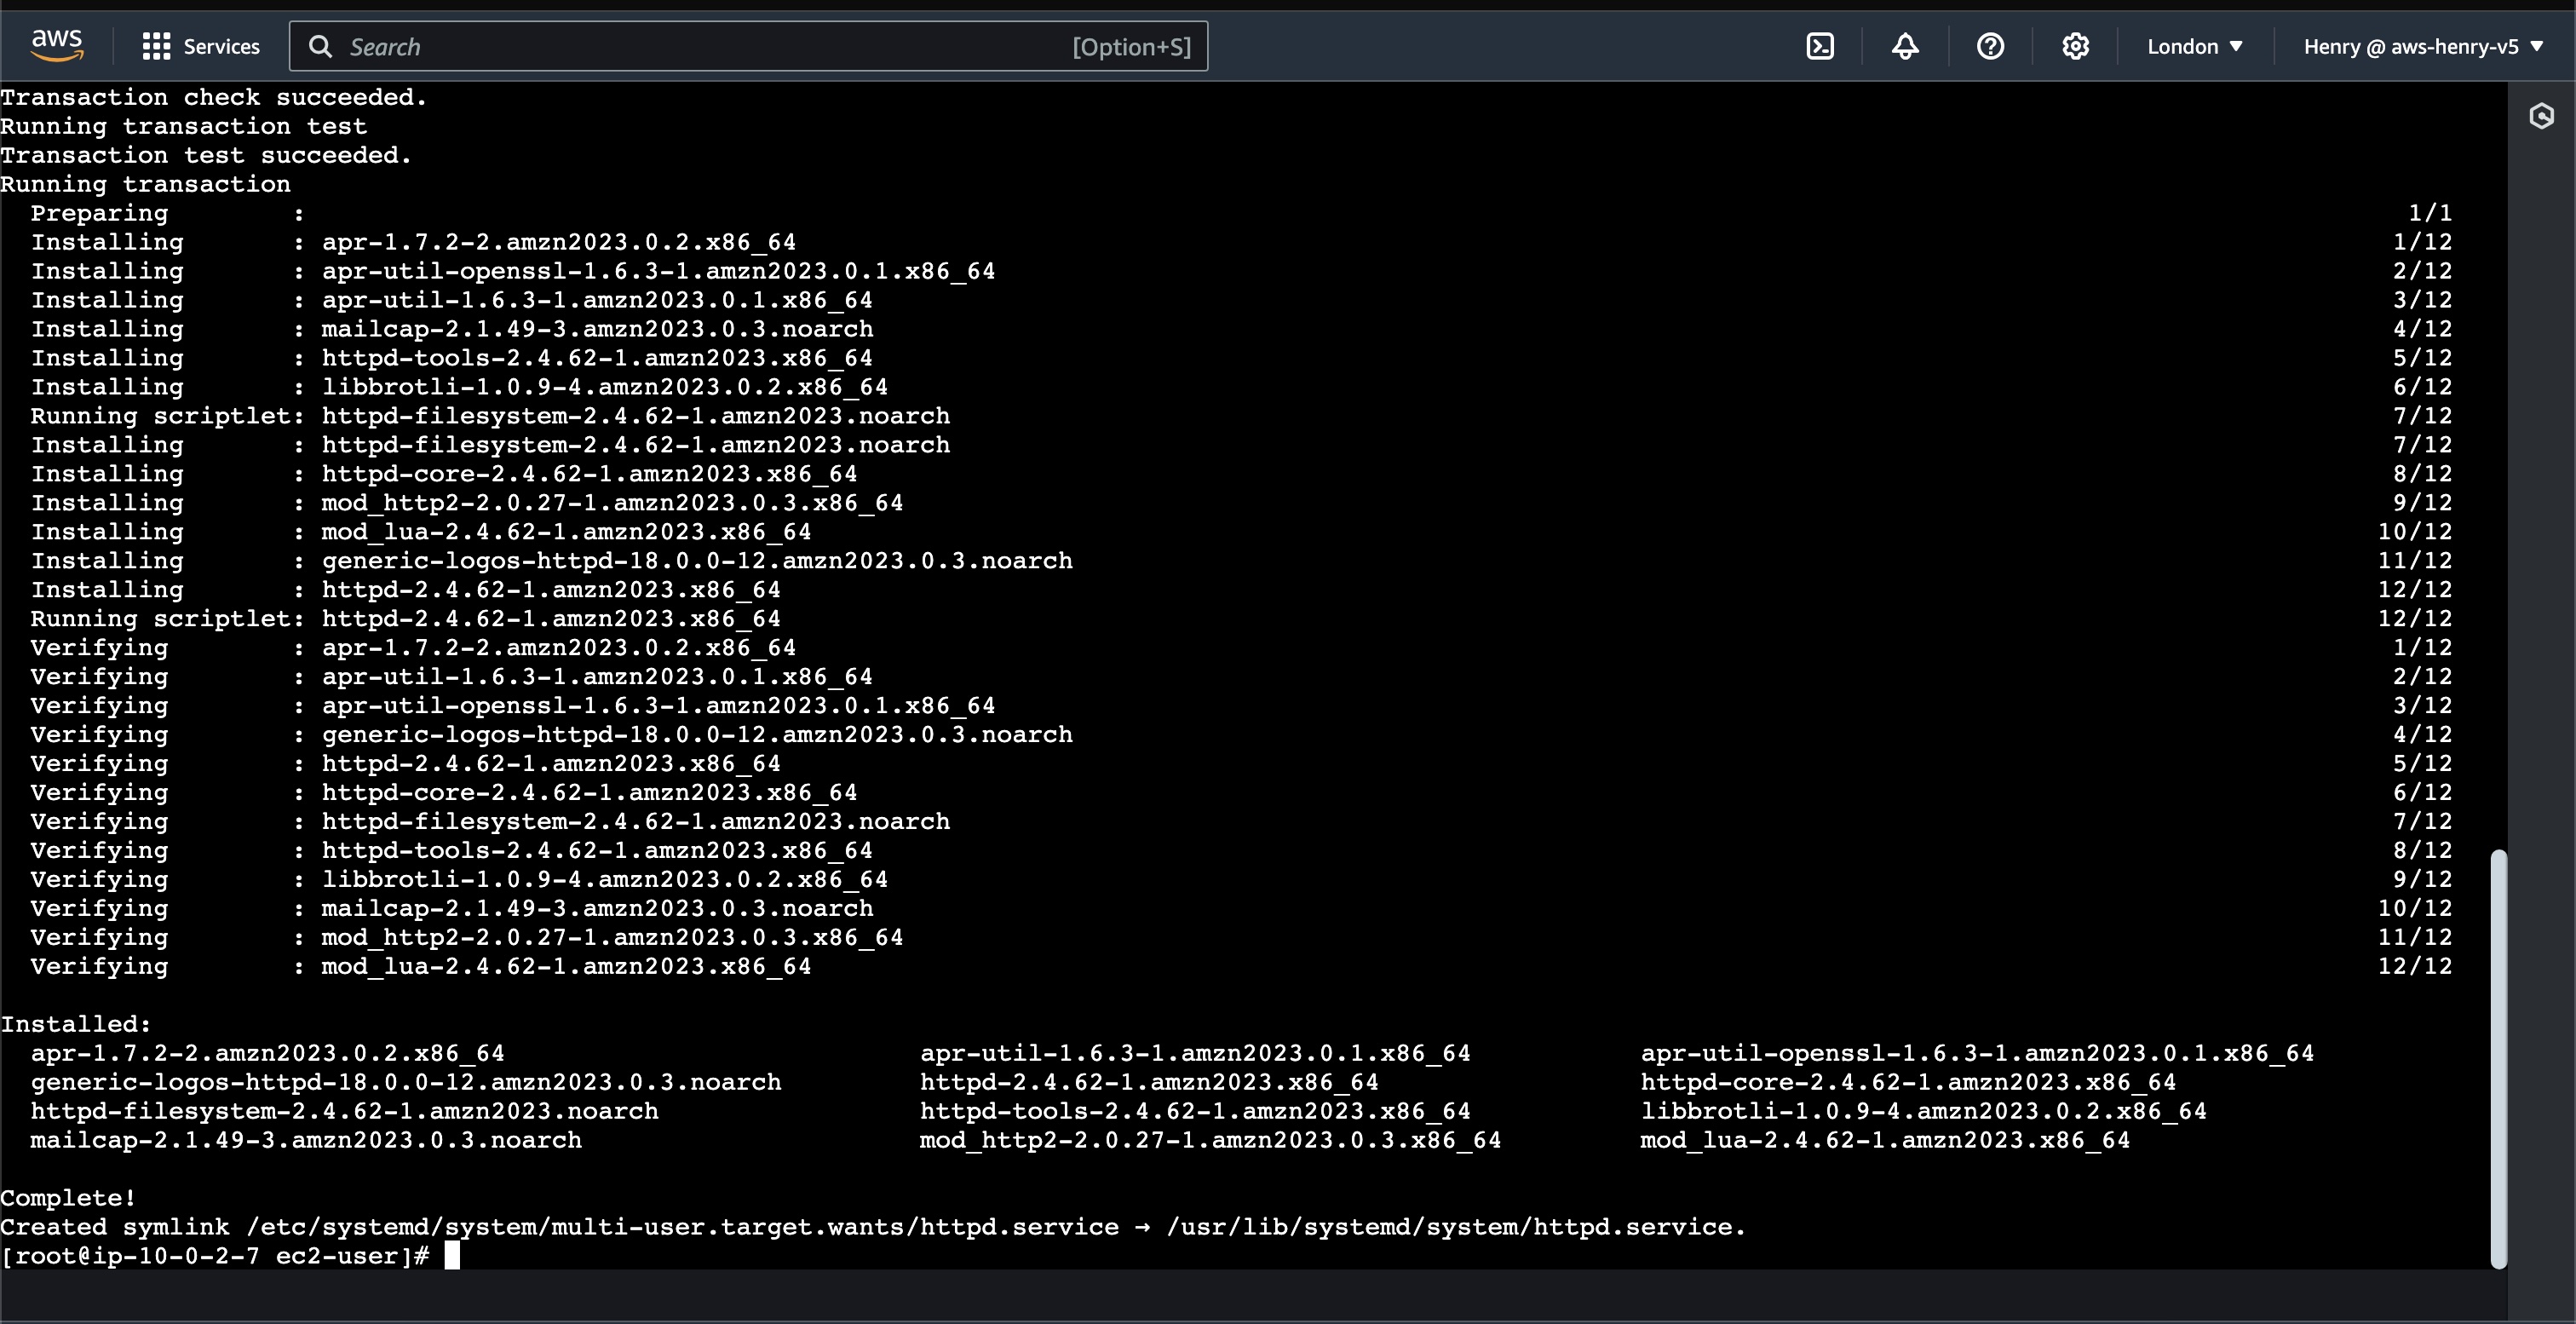 aws Services Search [Option+S] London Henry @ aws-henry-v5
Transaction check succeeded.
Running transaction test
Transaction test succeeded.
Running transaction
Preparing : 1/1
Installing : apr-1.7.2-2.amzn2023.0.2.x86_64 1/12
Installing : apr-util-openssl-1.6.3-1.amzn2023.0.1.x86_64 2/12
Installing : apr-util-1.6.3-1.amzn2023.0.1.x86_64 3/12
Installing : mailcap-2.1.49-3.amzn2023.0.3.noarch 4/12
Installing : httpd-tools-2.4.62-1.amzn2023.x86_64 5/12
Installing : libbrotli-1.0.9-4.amzn2023.0.2.x86_64 6/12
Running scriptlet: httpd-filesystem-2.4.62-1.amzn2023.noarch 7/12
Installing : httpd-filesystem-2.4.62-1.amzn2023.noarch 7/12
Installing : httpd-core-2.4.62-1.amzn2023.x86_64 8/12
Installing : mod_http2-2.0.27-1.amzn2023.0.3.x86_64 9/12
Installing : mod_lua-2.4.62-1.amzn2023.x86_64 10/12
Installing : generic-logos-httpd-18.0.0-12.amzn2023.0.3.noarch 11/12
Installing : httpd-2.4.62-1.amzn2023.x86_64 12/12
Running scriptlet: httpd-2.4.62-1.amzn2023.x86_64 12/12
Verifying : apr-1.7.2-2.amzn2023.0.2.x86_64 1/12
Verifying : apr-util-1.6.3-1.amzn2023.0.1.x86_64 2/12
Verifying : apr-util-openssl-1.6.3-1.amzn2023.0.1.x86_64 3/12
Verifying : generic-logos-httpd-18.0.0-12.amzn2023.0.3.noarch 4/12
Verifying : httpd-2.4.62-1.amzn2023.x86_64 5/12
Verifying : httpd-core-2.4.62-1.amzn2023.x86_64 6/12
Verifying : httpd-filesystem-2.4.62-1.amzn2023.noarch 7/12
Verifying : httpd-tools-2.4.62-1.amzn2023.x86_64 8/12
Verifying : libbrotli-1.0.9-4.amzn2023.0.2.x86_64 9/12
Verifying : mailcap-2.1.49-3.amzn2023.0.3.noarch 10/12
Verifying : mod_http2-2.0.27-1.amzn2023.0.3.x86_64 11/12
Verifying : mod_lua-2.4.62-1.amzn2023.x86_64 12/12
Installed:
apr-1.7.2-2.amzn2023.0.2.x86_64 apr-util-1.6.3-1.amzn2023.0.1.x86_64 apr-util-openssl-1.6.3-1.amzn2023.0.1.x86_64
generic-logos-httpd-18.0.0-12.amzn2023.0.3.noarch httpd-2.4.62-1.amzn2023.x86_64 httpd-core-2.4.62-1.amzn2023.x86_64
httpd-filesystem-2.4.62-1.amzn2023.noarch httpd-tools-2.4.62-1.amzn2023.x86_64 libbrotli-1.0.9-4.amzn2023.0.2.x86_64
mailcap-2.1.49-3.amzn2023.0.3.noarch mod_http2-2.0.27-1.amzn2023.0.3.x86_64 mod_lua-2.4.62-1.amzn2023.x86_64
Complete!
Created symlink /etc/systemd/system/multi-user.target.wants/httpd.service → /usr/lib/systemd/system/httpd.service.
[root@ip-10-0-2-7 ec2-user]#